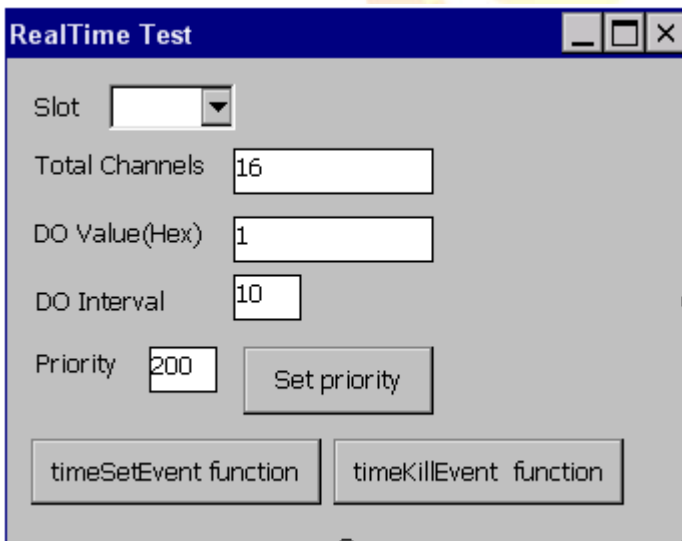 RealTime Test
Slot
Total Channels 16
DO Value(Hex) 1
DO Interval 10
Priority 200 Set priority
timeSetEvent function timeKillEvent function